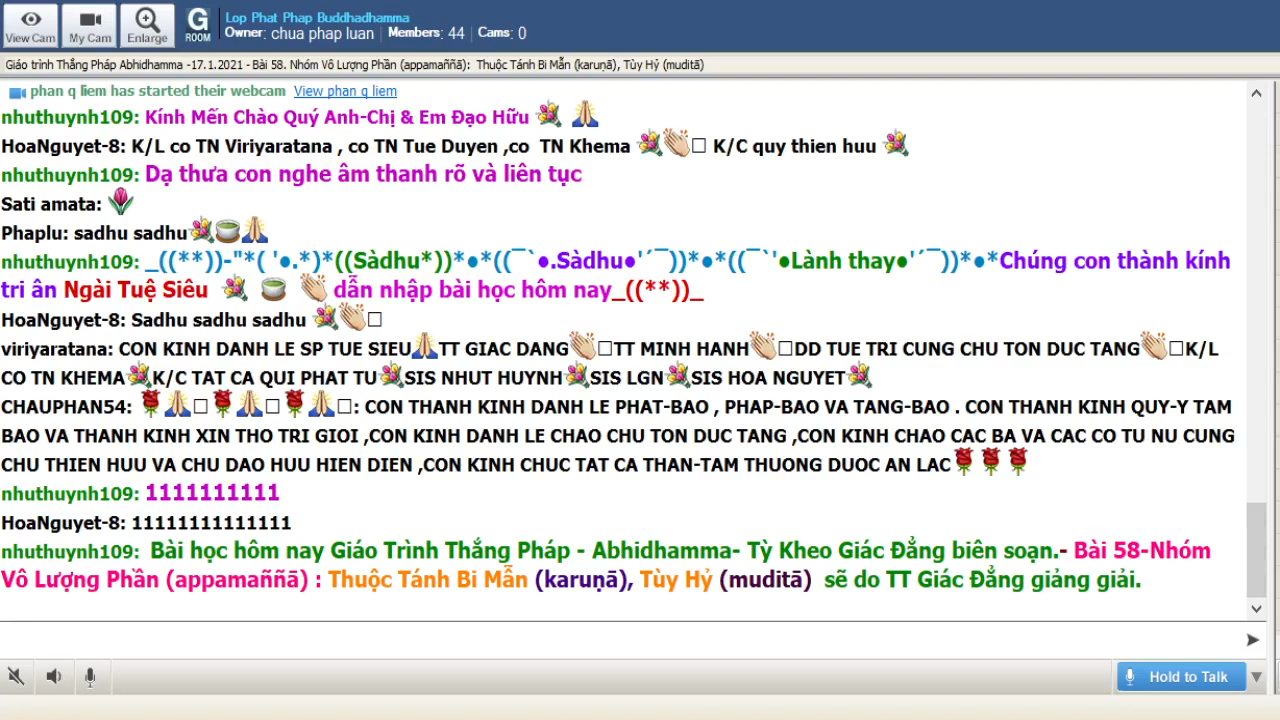 View Cam
My Cam
Enlarge
G
ROOM
Lop Phat Phap Buddhadhamma
Owner: chua phap luan | Members: 44 | Cams: 0
Giáo trình Thắng Pháp Abhidhamma -17.1.2021 - Bài 58. Nhóm Vô Lượng Phần (appamaññā): Thuộc Tánh Bi Mẫn (karuṇā), Tùy Hỷ (muditā)
phan q liem has started their webcam View phan q liem
nhuthuynh109: Kính Mến Chào Quý Anh-Chị & Em Đạo Hữu 💐 🙏
HoaNguyet-8: K/L co TN Viriyaratana , co TN Tue Duyen ,co TN Khema 💐👏□ K/C quy thien huu 💐
nhuthuynh109: Dạ thưa con nghe âm thanh rõ và liên tục
Sati amata: 🌷
Phaplu: sadhu sadhu💐🍵🙏
nhuthuynh109: _((**))-"*( '●.*)*((Sàdhu*))*●*((¯`●.Sàdhu●'´¯))*●*((¯`'●Lành thay●'´¯))*●*Chúng con thành kính
tri ân Ngài Tuệ Siêu 💐 🍵 👏 dẫn nhập bài học hôm nay_((**))_
HoaNguyet-8: Sadhu sadhu sadhu 💐👏□
viriyaratana: CON KINH DANH LE SP TUE SIEU🙏TT GIAC DANG👏□TT MINH HANH👏□DD TUE TRI CUNG CHU TON DUC TANG👏□K/L
CO TN KHEMA💐K/C TAT CA QUI PHAT TU💐SIS NHUT HUYNH💐SIS LGN💐SIS HOA NGUYET💐
CHAUPHAN54: 🌹🙏□🌹🙏□🌹🙏□: CON THANH KINH DANH LE PHAT-BAO , PHAP-BAO VA TANG-BAO . CON THANH KINH QUY-Y TAM
BAO VA THANH KINH XIN THO TRI GIOI ,CON KINH DANH LE CHAO CHU TON DUC TANG ,CON KINH CHAO CAC BA VA CAC CO TU NU CUNG
CHU THIEN HUU VA CHU DAO HUU HIEN DIEN ,CON KINH CHUC TAT CA THAN-TAM THUONG DUOC AN LAC🌹🌹🌹
nhuthuynh109: 1111111111
HoaNguyet-8: 11111111111111
nhuthuynh109: Bài học hôm nay Giáo Trình Thắng Pháp - Abhidhamma- Tỳ Kheo Giác Đẳng biên soạn.- Bài 58-Nhóm
Vô Lượng Phần (appamaññā) : Thuộc Tánh Bi Mẫn (karuṇā), Tùy Hỷ (muditā) sẽ do TT Giác Đẳng giảng giải.
Hold to Talk